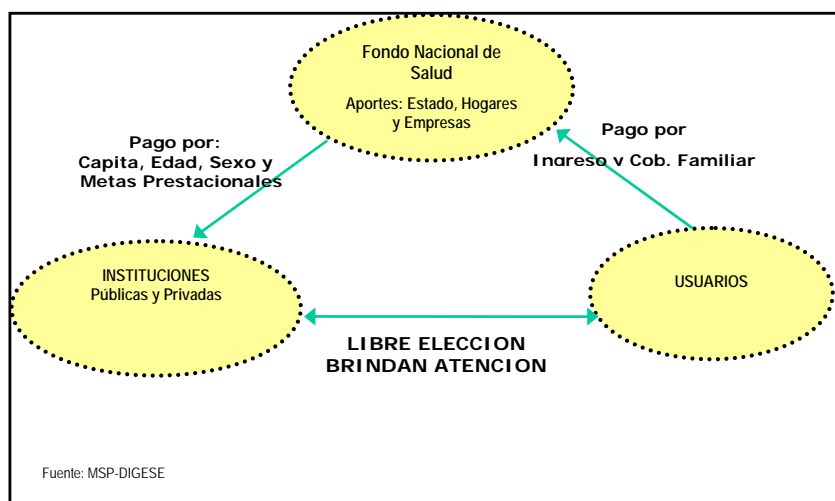 Fondo Nacional de
Salud
Aportes: Estado, Hogares
y Empresas
Pago por:
Capita, Edad, Sexo y
Metas Prestacionales
Pago por
Ingreso y Cob. Familiar
INSTITUCIONES
Públicas y Privadas
USUARIOS
LIBRE ELECCION
BRINDAN ATENCION
Fuente: MSP-DIGESE